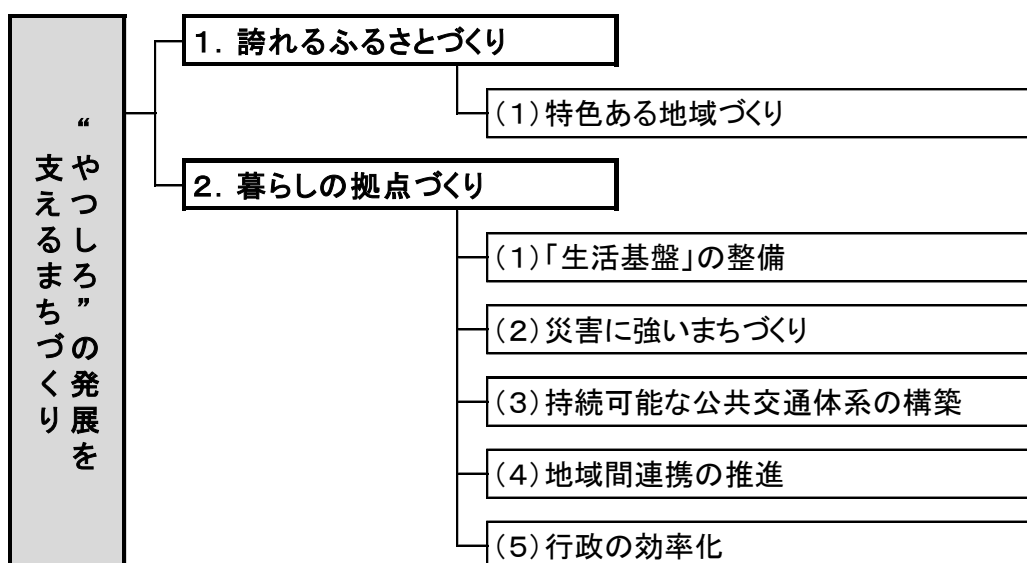 “やつしろ”の発展を
支えるまちづくり
1．誇れるふるさとづくり
（1）特色ある地域づくり
2．暮らしの拠点づくり
（1）「生活基盤」の整備
（2）災害に強いまちづくり
（3）持続可能な公共交通体系の構築
（4）地域間連携の推進
（5）行政の効率化